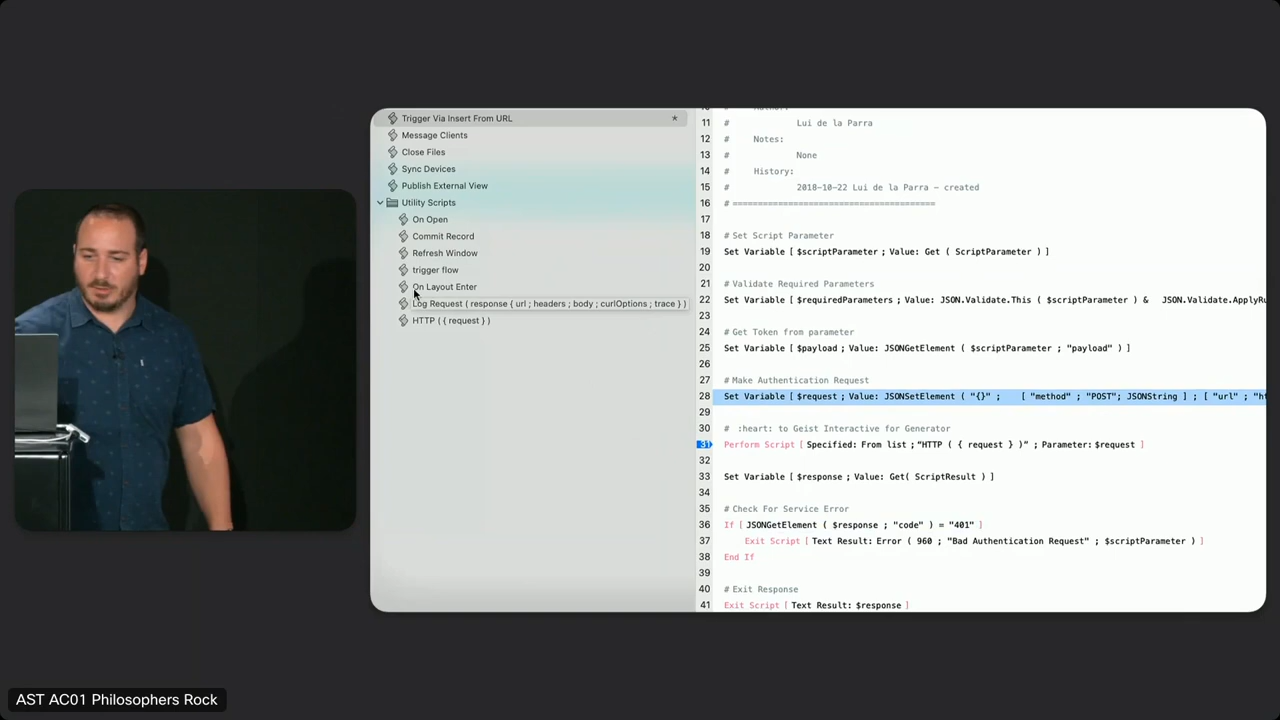 Trigger Via Insert From URL *
Message Clients
Close Files
Sync Devices
Publish External View
Utility Scripts
On Open
Commit Record
Refresh Window
trigger flow
On Layout Enter
Log Request ( response { url ; headers ; body ; curlOptions ; trace } )
HTTP ( { request } )
11 # Lui de la Parra
12 # Notes:
13 # None
14 # History:
15 # 2018-10-22 Lui de la Parra - created
16 # ========================================
17
18 # Set Script Parameter
19 Set Variable [ $scriptParameter ; Value: Get ( ScriptParameter ) ]
20
21 # Validate Required Parameters
22 Set Variable [ $requiredParameters ; Value: JSON.Validate.This ( $scriptParameter ) & JSON.Validate.ApplyRu
23
24 # Get Token from parameter
25 Set Variable [ $payload ; Value: JSONGetElement ( $scriptParameter ; "payload" ) ]
26
27 # Make Authentication Request
28 Set Variable [ $request ; Value: JSONSetElement ( "{}" ; [ "method" ; "POST"; JSONString ] ; [ "url" ; "ht
29
30 # :heart: to Geist Interactive for Generator
31 Perform Script [ Specified: From list ; “HTTP ( { request } )” ; Parameter: $request ]
32
33 Set Variable [ $response ; Value: Get( ScriptResult ) ]
34
35 # Check For Service Error
36 If [ JSONGetElement ( $response ; "code" ) = "401" ]
37 Exit Script [ Text Result: Error ( 960 ; "Bad Authentication Request" ; $scriptParameter ) ]
38 End If
39
40 # Exit Response
41 Exit Script [ Text Result: $response ]
AST AC01 Philosophers Rock